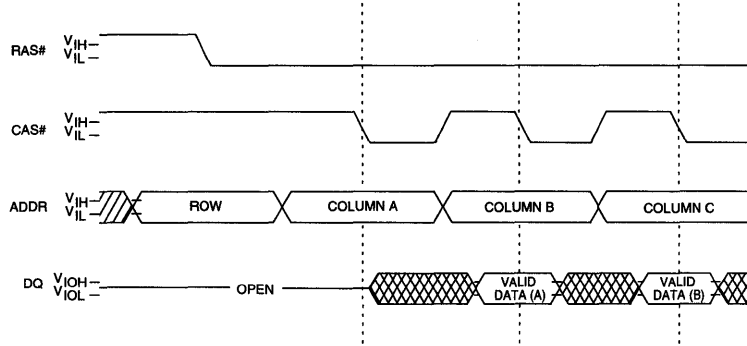 RAS# VIH
VIL
CAS# VIH
VIL
ADDR VIH
VIL
ROW COLUMN A COLUMN B COLUMN C
DQ VIOH
VIOL
OPEN
VALID DATA (A)
VALID DATA (B)